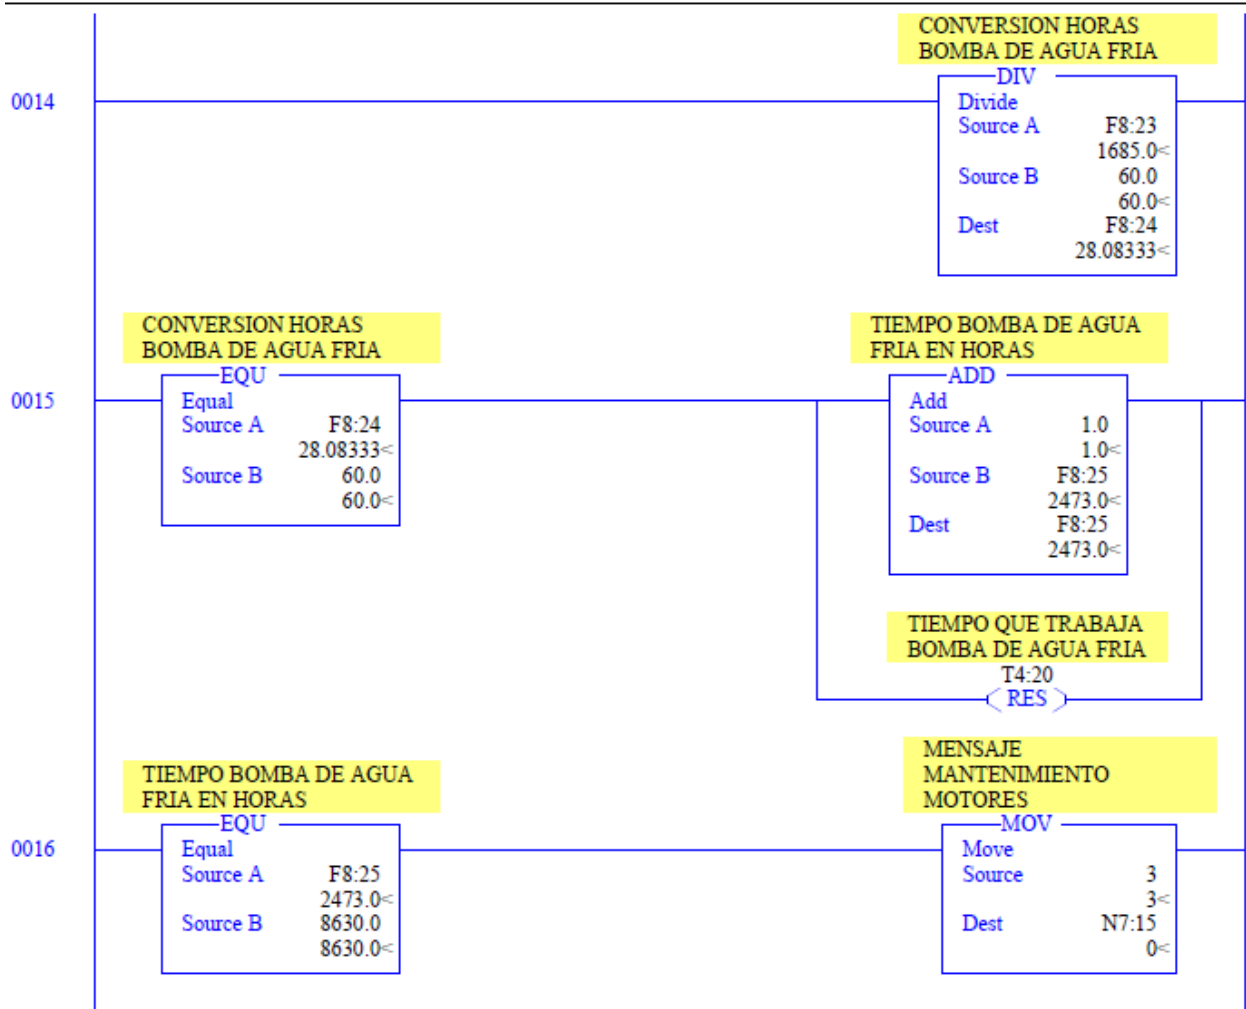 CONVERSION HORAS
BOMBA DE AGUA FRIA
DIV
0014
Divide
Source A F8:23
1685.0<
Source B 60.0
60.0<
Dest F8:24
28.08333<
CONVERSION HORAS
BOMBA DE AGUA FRIA
EQU
0015
Equal
Source A F8:24
28.08333<
Source B 60.0
60.0<
TIEMPO BOMBA DE AGUA
FRIA EN HORAS
ADD
Add
Source A 1.0
1.0<
Source B F8:25
2473.0<
Dest F8:25
2473.0<
TIEMPO QUE TRABAJA
BOMBA DE AGUA FRIA
T4:20
RES
TIEMPO BOMBA DE AGUA
FRIA EN HORAS
EQU
0016
Equal
Source A F8:25
2473.0<
Source B 8630.0
8630.0<
MENSAJE
MANTENIMIENTO
MOTORES
MOV
Move
Source 3
3<
Dest N7:15
0<